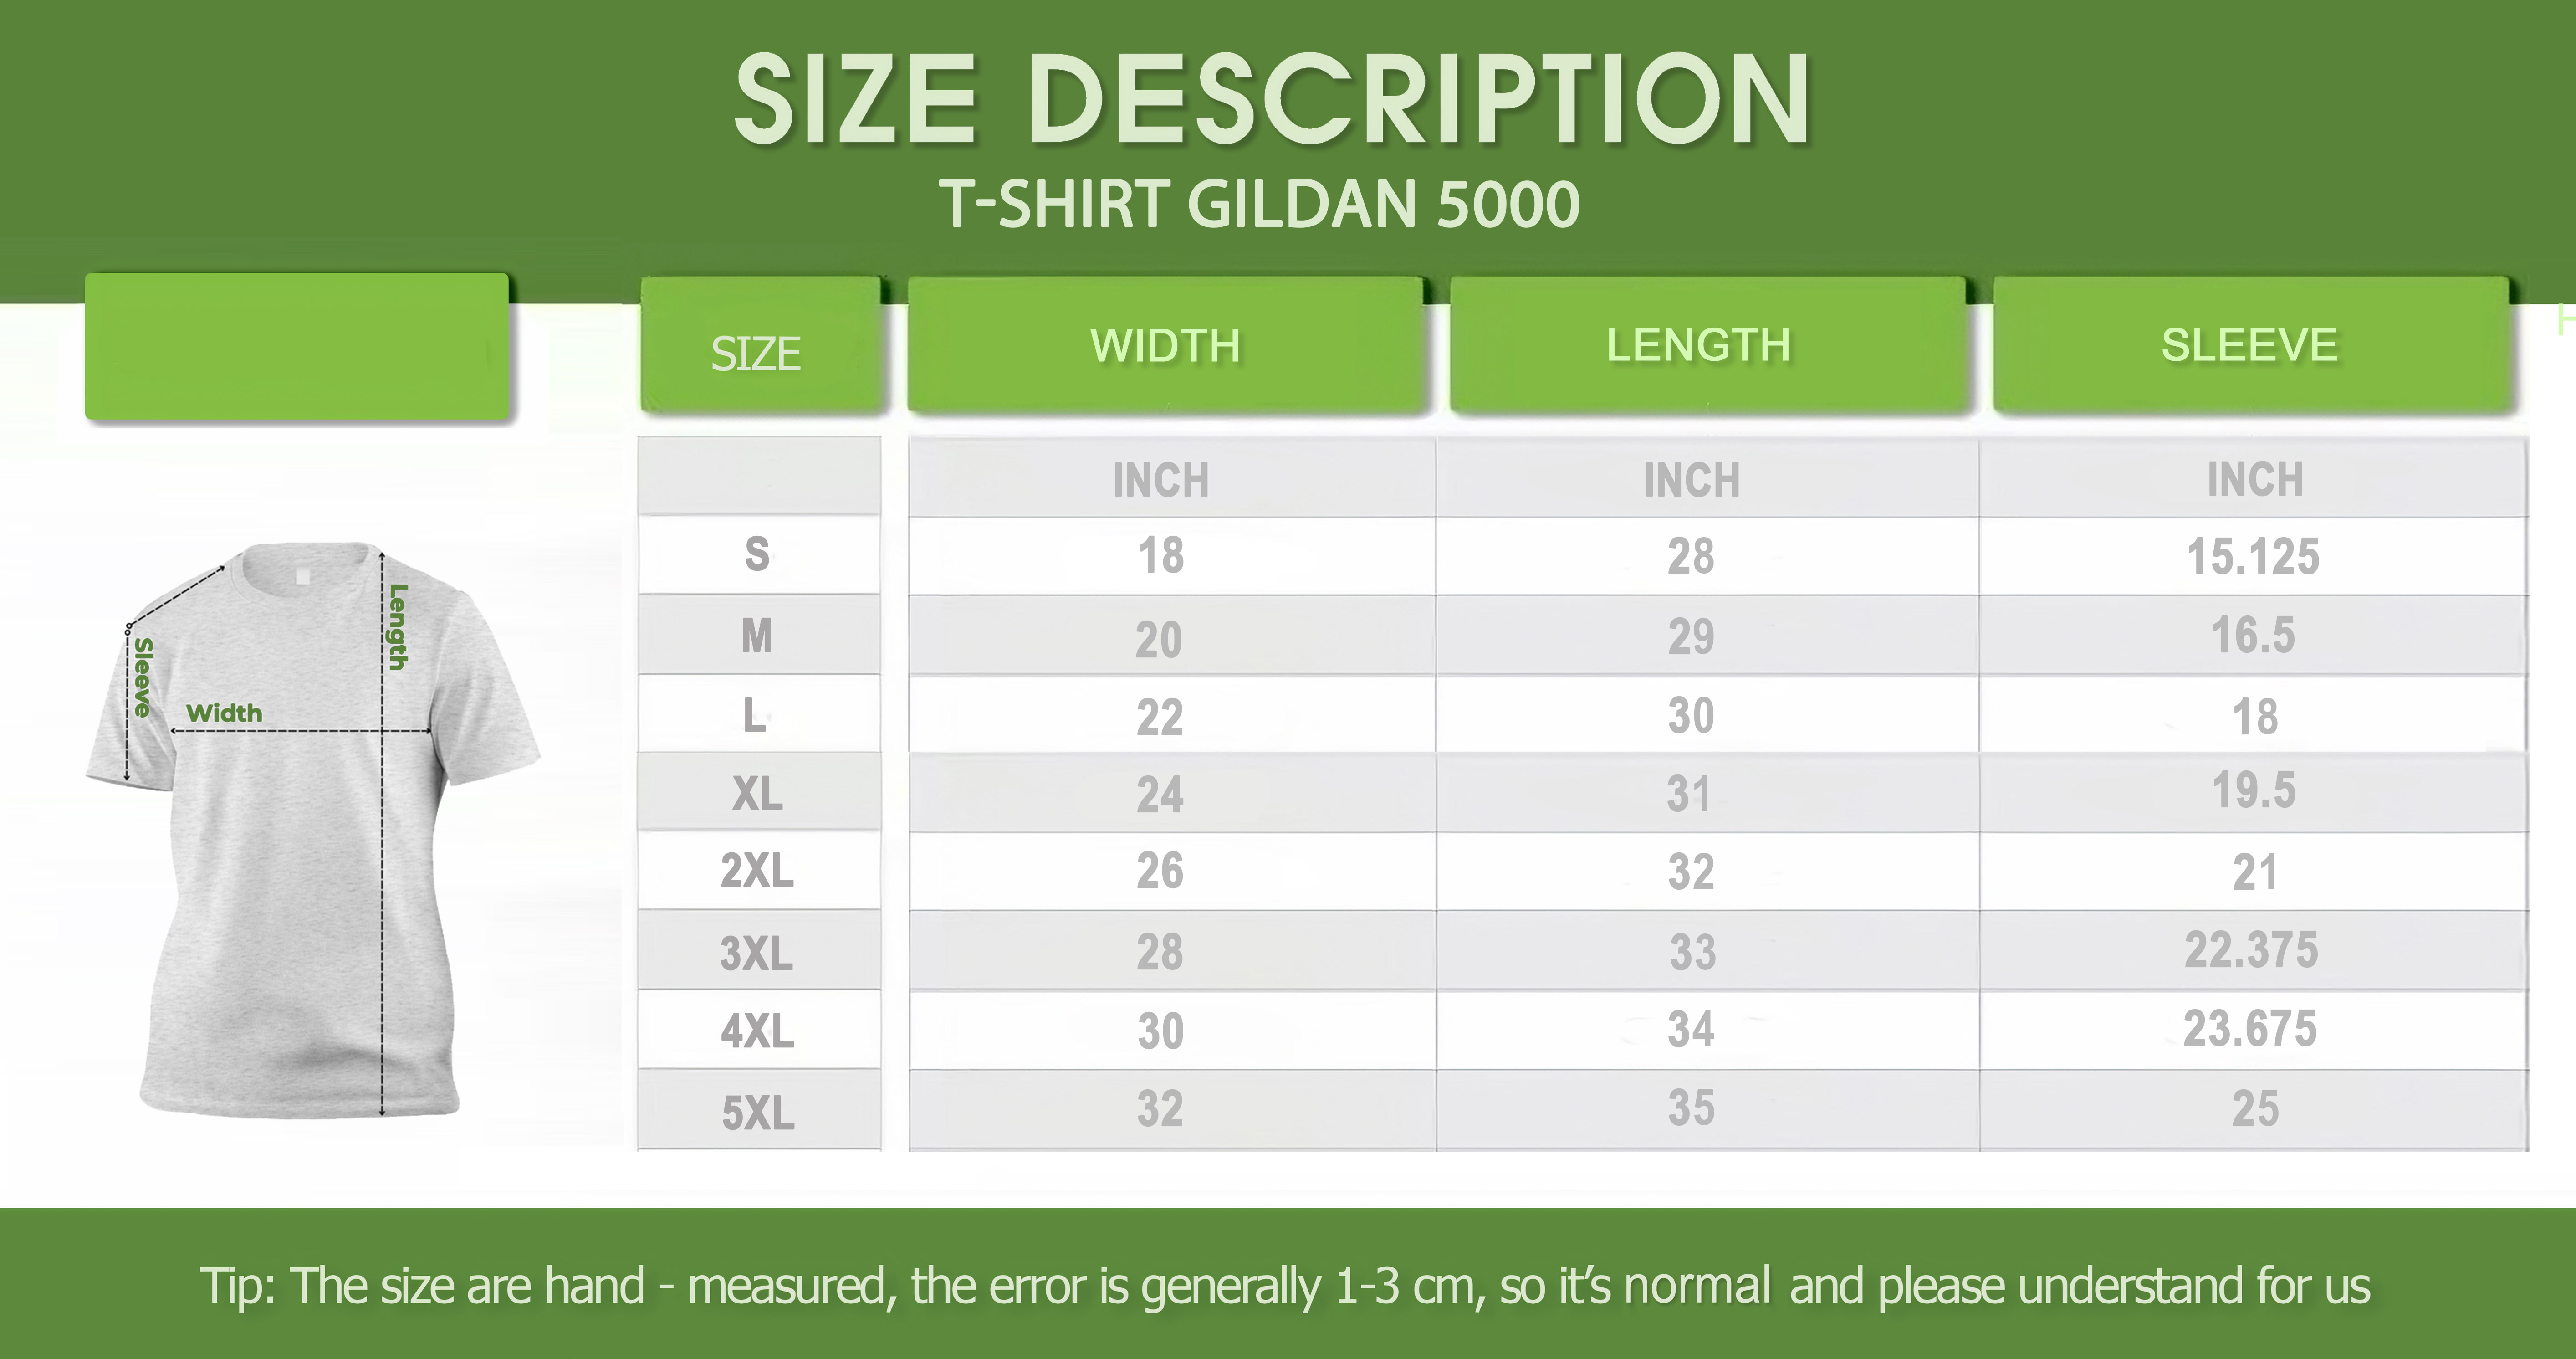 SIZE DESCRIPTION
T-SHIRT GILDAN 5000
SIZE WIDTH LENGTH SLEEVE
H
INCH INCH INCH
S 18 28 15.125
M 20 29 16.5
L 22 30 18
XL 24 31 19.5
2XL 26 32 21
3XL 28 33 22.375
4XL 30 34 23.675
5XL 32 35 25
Length
Sleeve
Width
Tip: The size are hand - measured, the error is generally 1-3 cm, so it’s normal and please understand for us